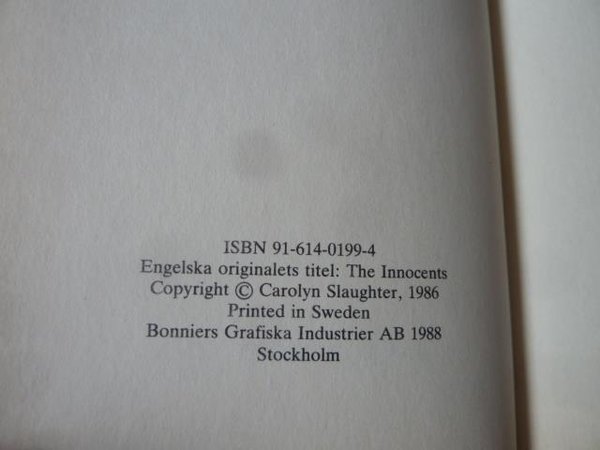 ISBN 91-614-0199-4
Engelska originalets titel: The Innocents
Copyright © Carolyn Slaughter, 1986
Printed in Sweden
Bonniers Grafiska Industrier AB 1988
Stockholm